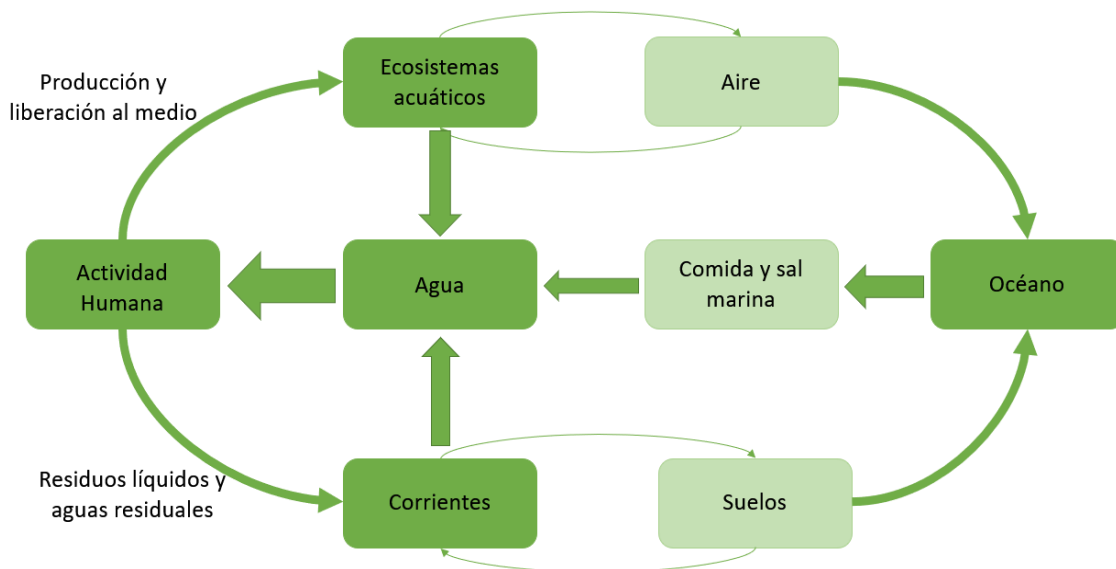 Producción y
liberación al medio
Ecosistemas
acuáticos
Aire
Actividad
Humana
Agua
Comida y sal
marina
Océano
Residuos líquidos y
aguas residuales
Corrientes
Suelos